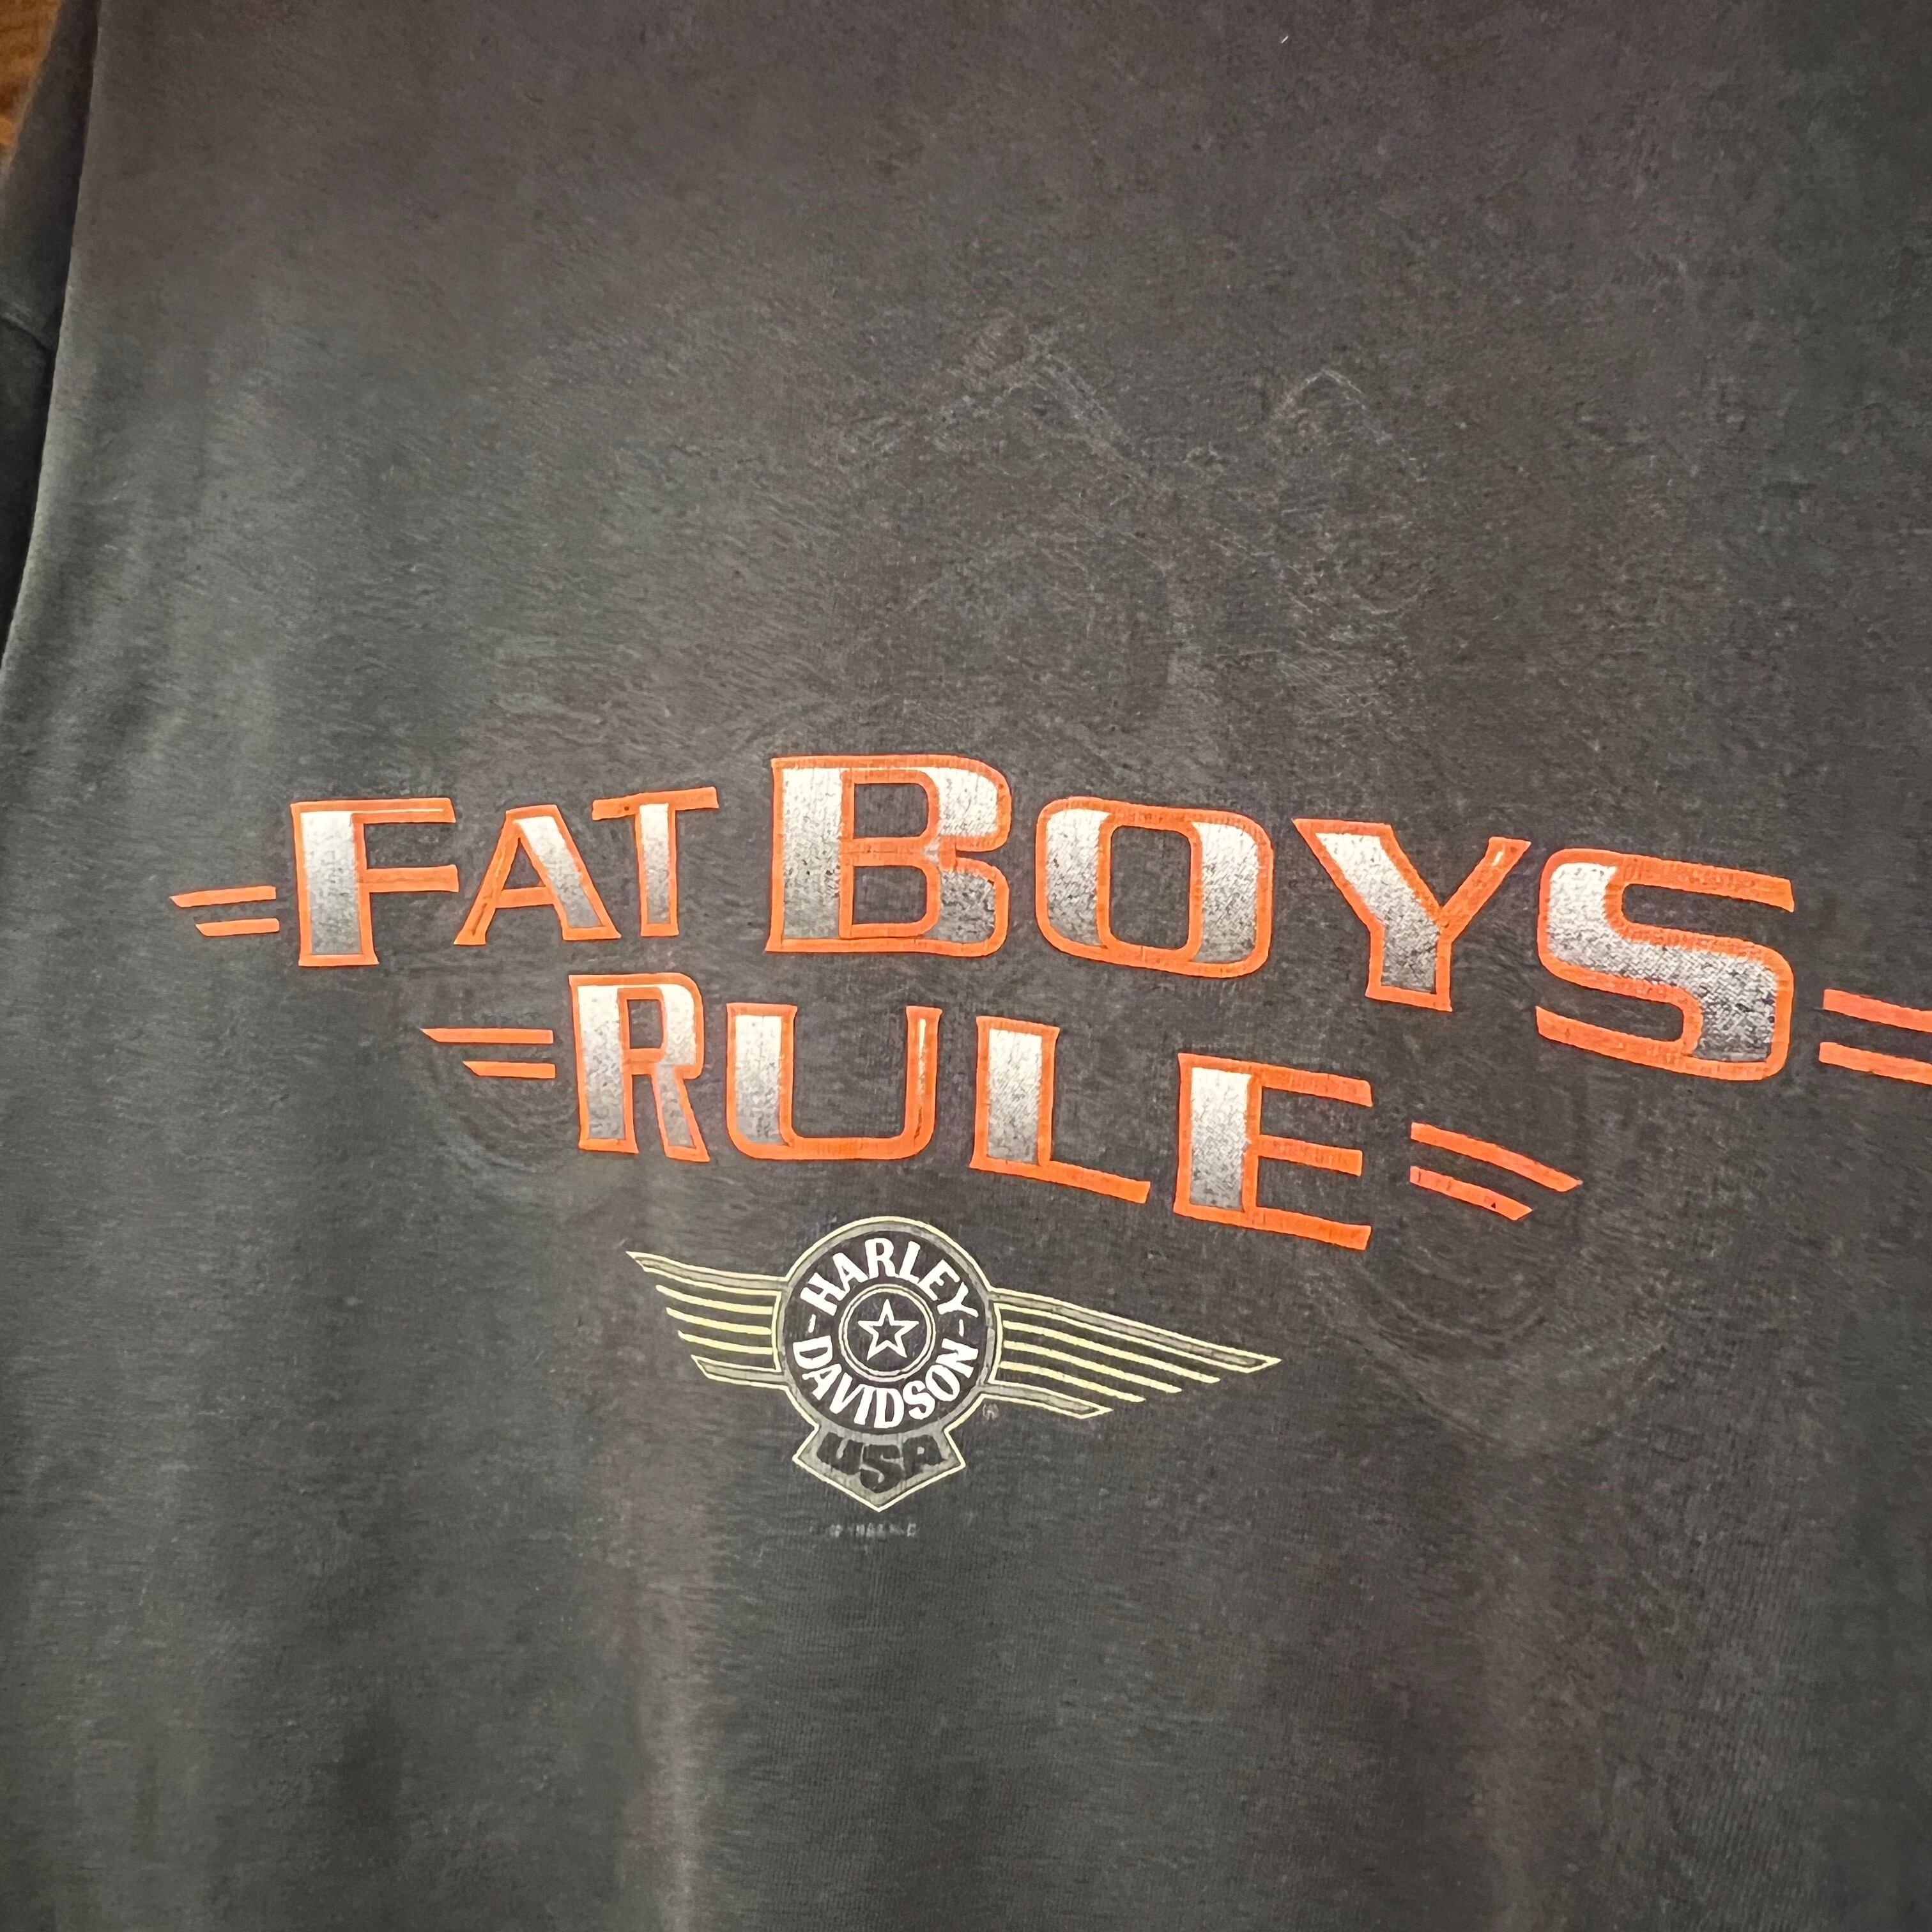 FAT BOYS
RULE
HARLEY-
DAVIDSON
USA
®